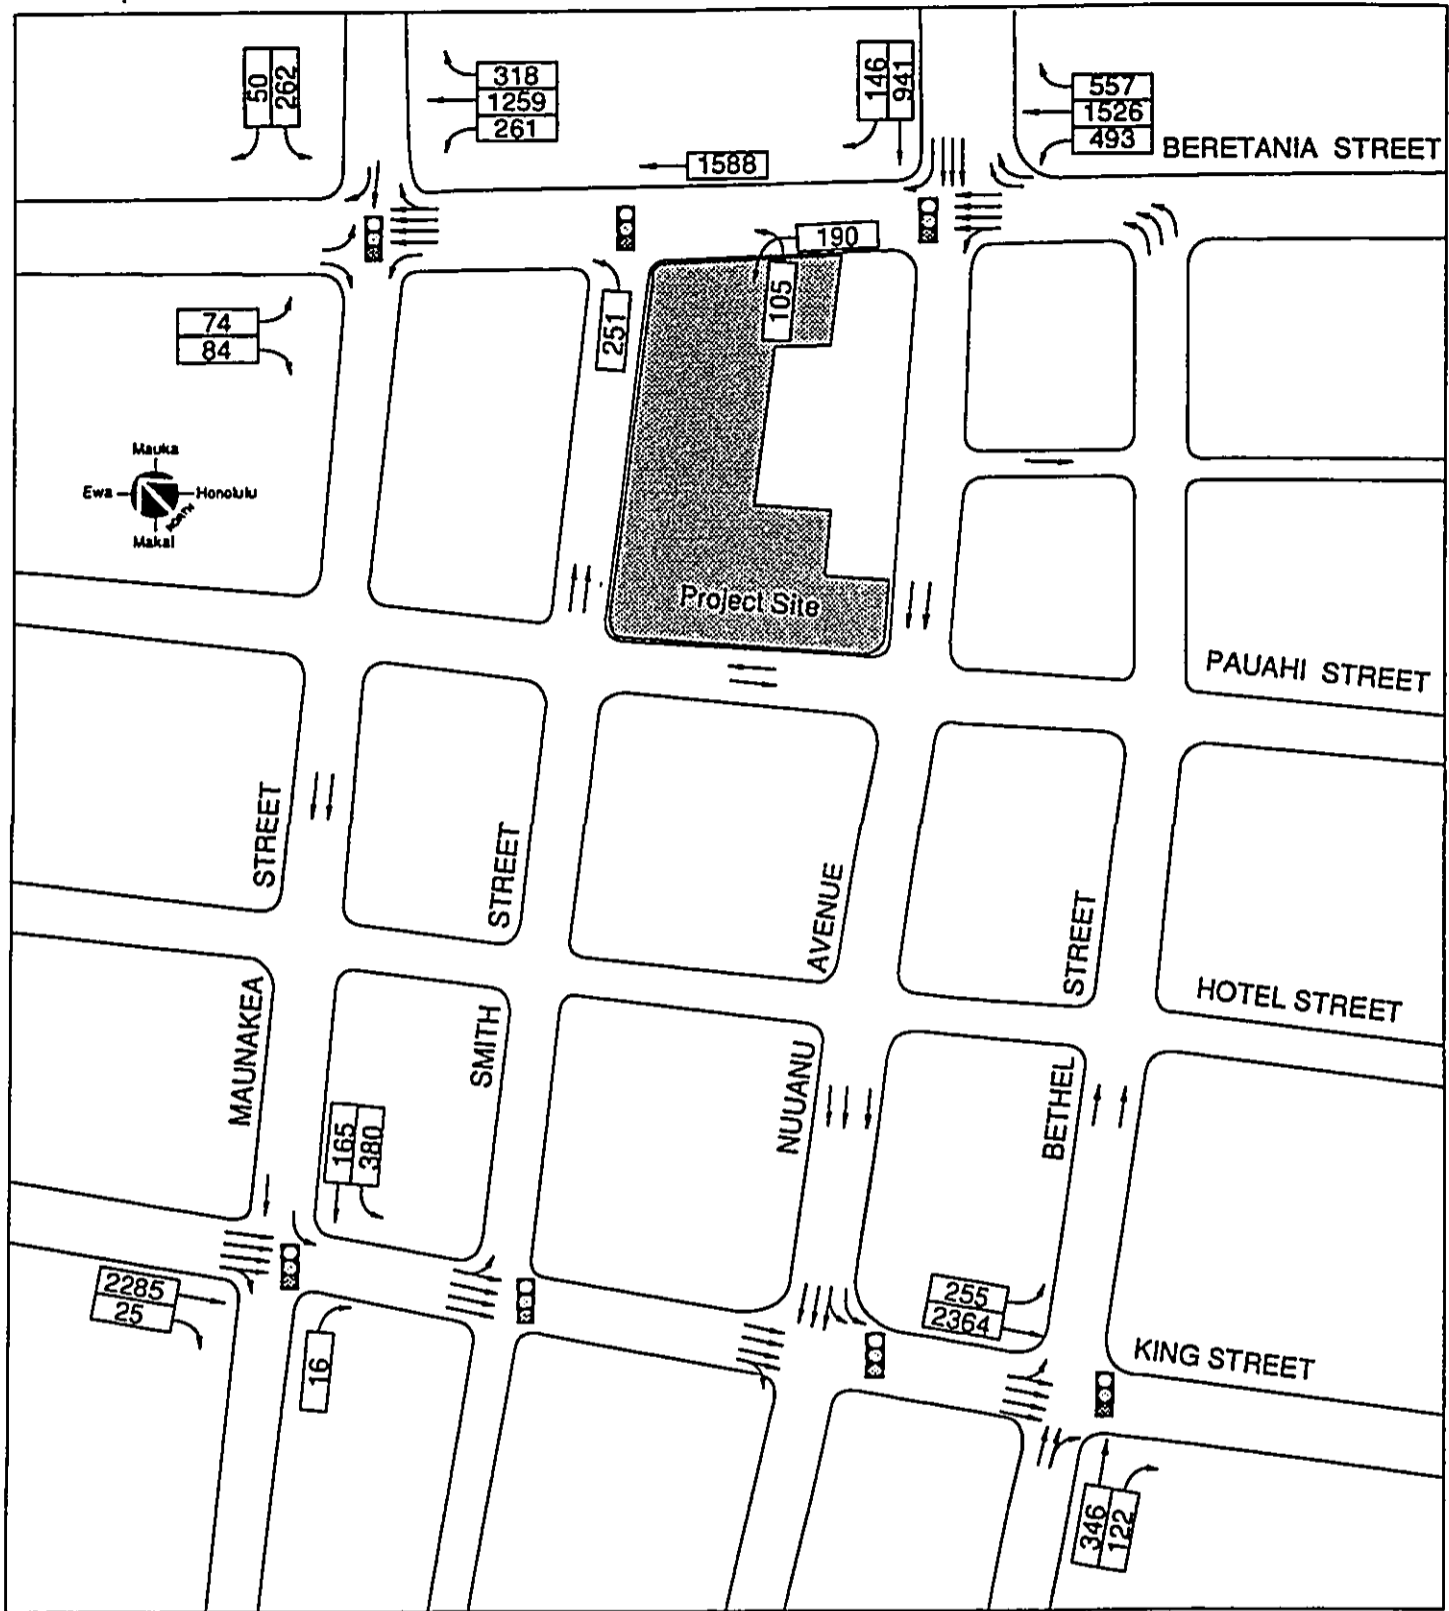 50
262
318
1259
261
146
941
557
1526
493
BERETANIA STREET
1588
190
105
251
74
84
Mauka
Ewa
Honolulu
NORTH
Makai
Project Site
PAUAHI STREET
MAUNAKEA STREET
SMITH STREET
NUUANU AVENUE
BETHEL STREET
HOTEL STREET
165
380
2285
25
16
255
2364
KING STREET
346
122